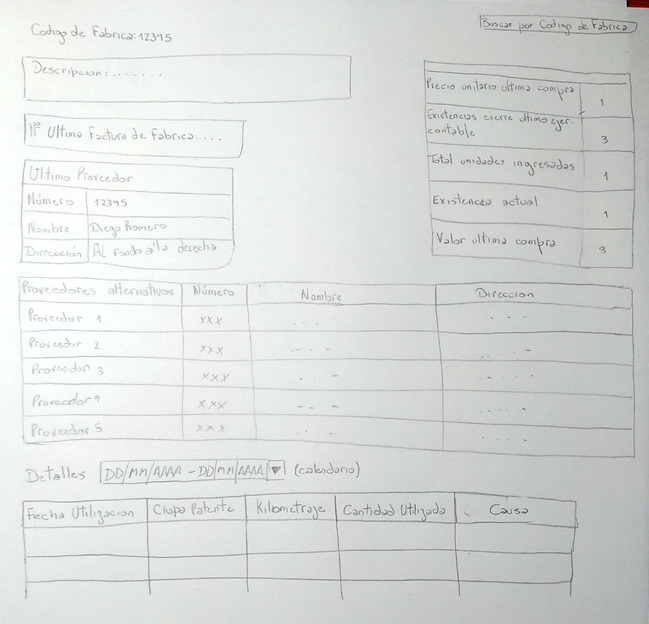 Codigo de Fabrica: 12345
Buscar por Codigo de Fabrica
Descripcion: . . . . . .
Nº Ultima Factura de Fabrica. . . .
Ultimo Proveedor
Número 12345
Nombre Diego Romero
Dirrección Al fondo a la derecha
Precio unitario ultima compra 1
Existencias cierre ultimo ejer. contable 3
Total unidades ingresadas 1
Existencia actual 1
Valor ultima compra 3
Proveedores alternativos Número Nombre Direccion
Proveedor 1 xxx . - - - . - - -
Proveedor 2 xxx . - - - . . - - -
Proveedor 3 xxx . - - - . - - -
Proveedor 4 xxx - - - - . - - -
Proveedor 5 xxx . - - - . - - -
Detalles DD/MM/AAAA - DD/MM/AAAA ▼ (calendario)
Fecha Utilizacion Chapa Patente Kilometraje Cantidad Utilizada Causa